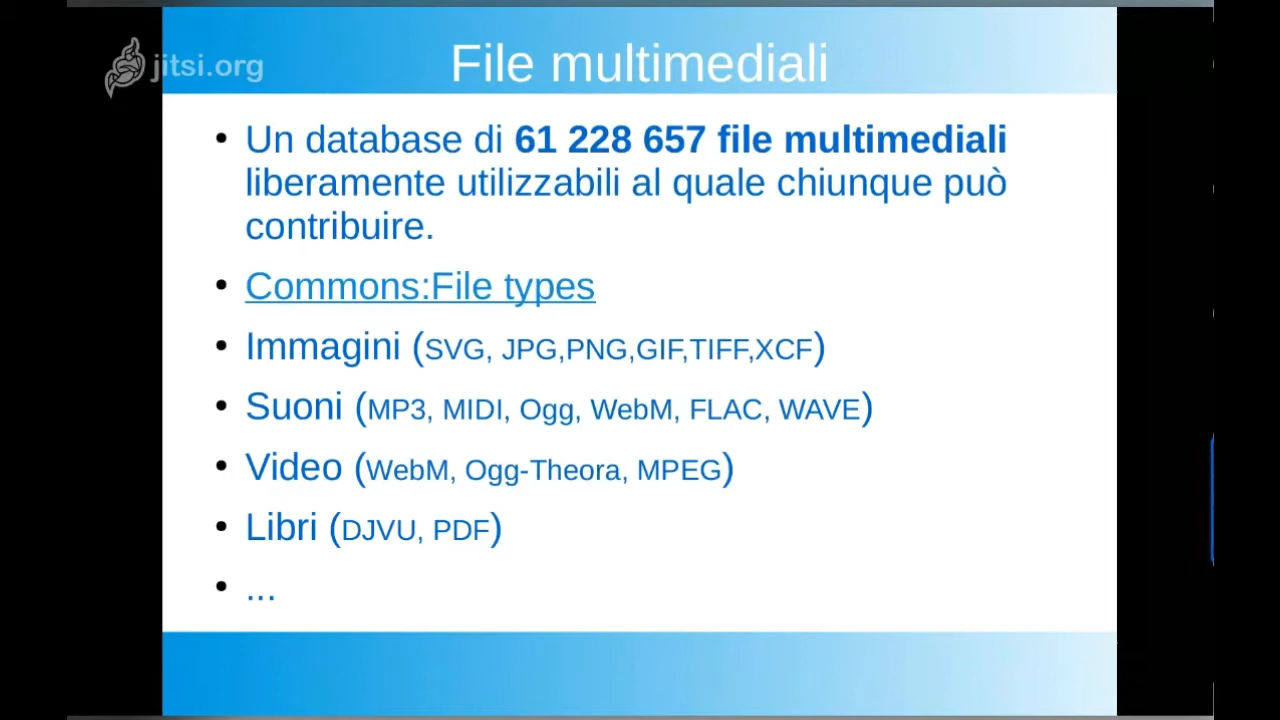 jitsi.org
File multimediali
• Un database di 61 228 657 file multimediali
liberamente utilizzabili al quale chiunque può
contribuire.
• Commons:File types
• Immagini (SVG, JPG,PNG,GIF,TIFF,XCF)
• Suoni (MP3, MIDI, Ogg, WebM, FLAC, WAVE)
• Video (WebM, Ogg-Theora, MPEG)
• Libri (DJVU, PDF)
• ...